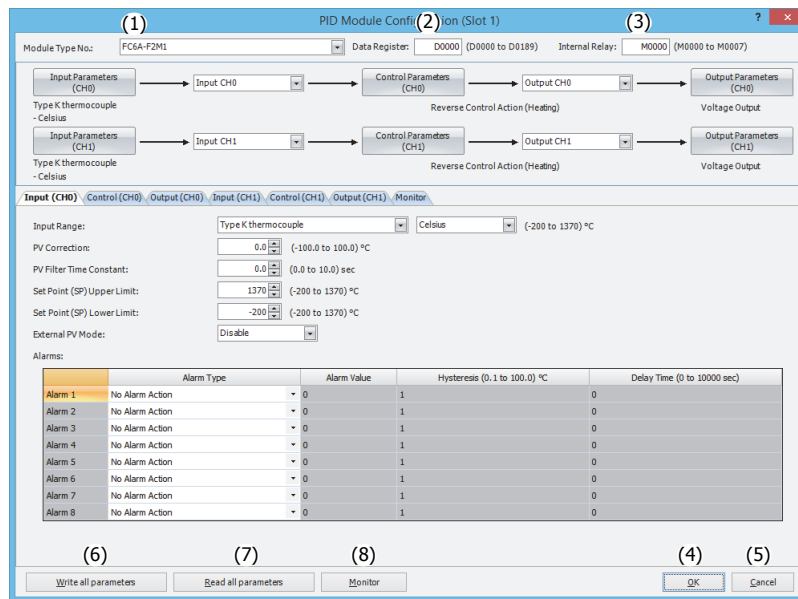 PID Module Configuration (Slot 1) ? x
(1) (2) (3)
Module Type No.: FC6A-F2M1 Data Register: D0000 (D0000 to D0189) Internal Relay: M0000 (M0000 to M0007)
Input Parameters (CH0) Input CH0 Control Parameters (CH0) Output CH0 Output Parameters (CH0)
Type K thermocouple Reverse Control Action (Heating) Voltage Output
- Celsius
Input Parameters (CH1) Input CH1 Control Parameters (CH1) Output CH1 Output Parameters (CH1)
Type K thermocouple Reverse Control Action (Heating) Voltage Output
- Celsius
Input (CH0) Control (CH0) Output (CH0) Input (CH1) Control (CH1) Output (CH1) Monitor
Input Range: Type K thermocouple Celsius (-200 to 1370) ºC
PV Correction: 0.0 (-100.0 to 100.0) ºC
PV Filter Time Constant: 0.0 (0.0 to 10.0) sec
Set Point (SP) Upper Limit: 1370 (-200 to 1370) ºC
Set Point (SP) Lower Limit: -200 (-200 to 1370) ºC
External PV Mode: Disable
Alarms:
Alarm Type Alarm Value Hysteresis (0.1 to 100.0) ºC Delay Time (0 to 10000 sec)
Alarm 1 No Alarm Action 0 1 0
Alarm 2 No Alarm Action 0 1 0
Alarm 3 No Alarm Action 0 1 0
Alarm 4 No Alarm Action 0 1 0
Alarm 5 No Alarm Action 0 1 0
Alarm 6 No Alarm Action 0 1 0
Alarm 7 No Alarm Action 0 1 0
Alarm 8 No Alarm Action 0 1 0
(6) (7) (8) (4) (5)
Write all parameters Read all parameters Monitor OK Cancel